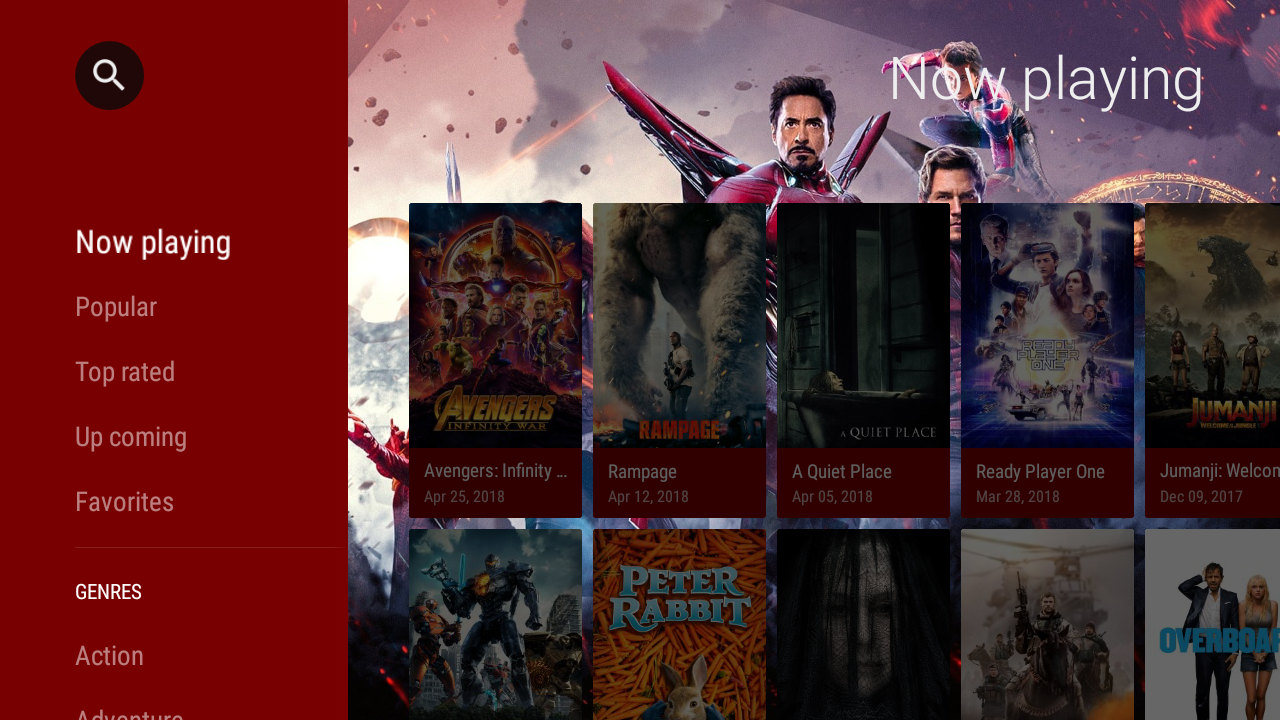 Now playing
Now playing
Popular
Top rated
Up coming
Favorites
GENRES
Action
Adventure
AVENGERS
INFINITY WAR
RAMPAGE
A QUIET PLACE
READY
PLAYER
ONE
JUMANJI
WELCOME TO THE JUNGLE
Avengers: Infinity ...
Apr 25, 2018
Rampage
Apr 12, 2018
A Quiet Place
Apr 05, 2018
Ready Player One
Mar 28, 2018
Jumanji: Welcom
Dec 09, 2017
PETER
RABBIT
OVERBOA